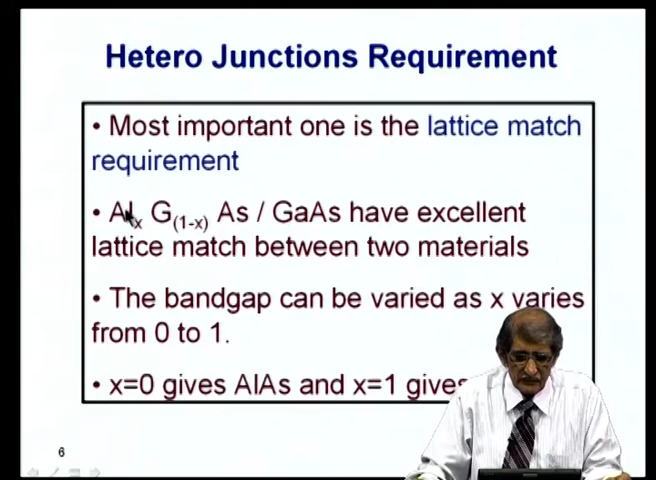 Hetero Junctions Requirement
• Most important one is the lattice match
requirement
• Alx G(1-x) As / GaAs have excellent
lattice match between two materials
• The bandgap can be varied as x varies
from 0 to 1.
• x=0 gives AlAs and x=1 gives
6